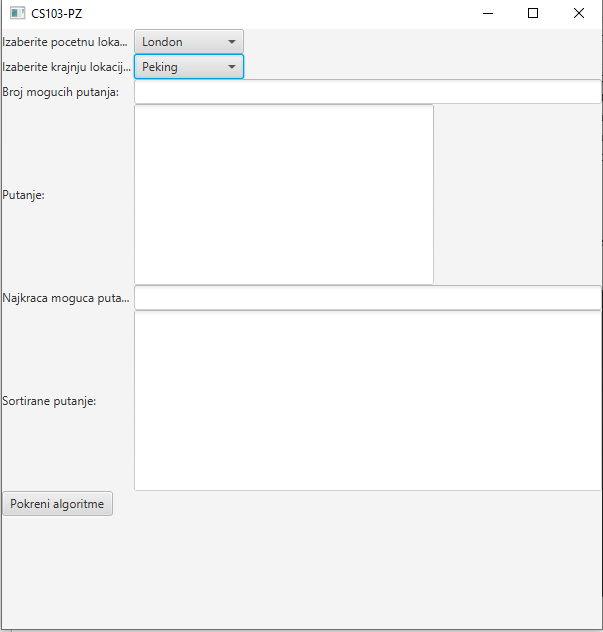 CS103-PZ
Izaberite pocetnu loka... London
Izaberite krajnju lokacij... Peking
Broj mogucih putanja:
Putanje:
Najkraca moguca puta...
Sortirane putanje:
Pokreni algoritme